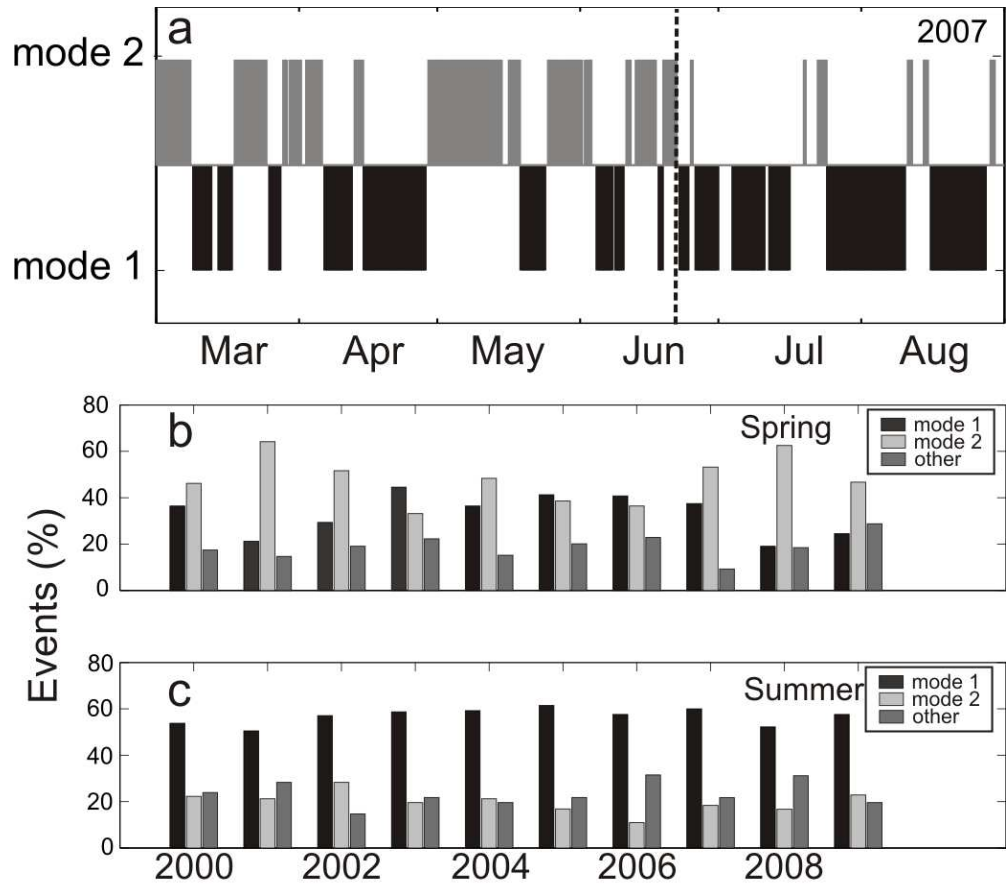 a
2007
mode 2
mode 1
Mar Apr May Jun Jul Aug
Events (%)
b
Spring
mode 1
mode 2
other
80
60
40
20
0
c
Summer
mode 1
mode 2
other
80
60
40
20
0
2000 2002 2004 2006 2008